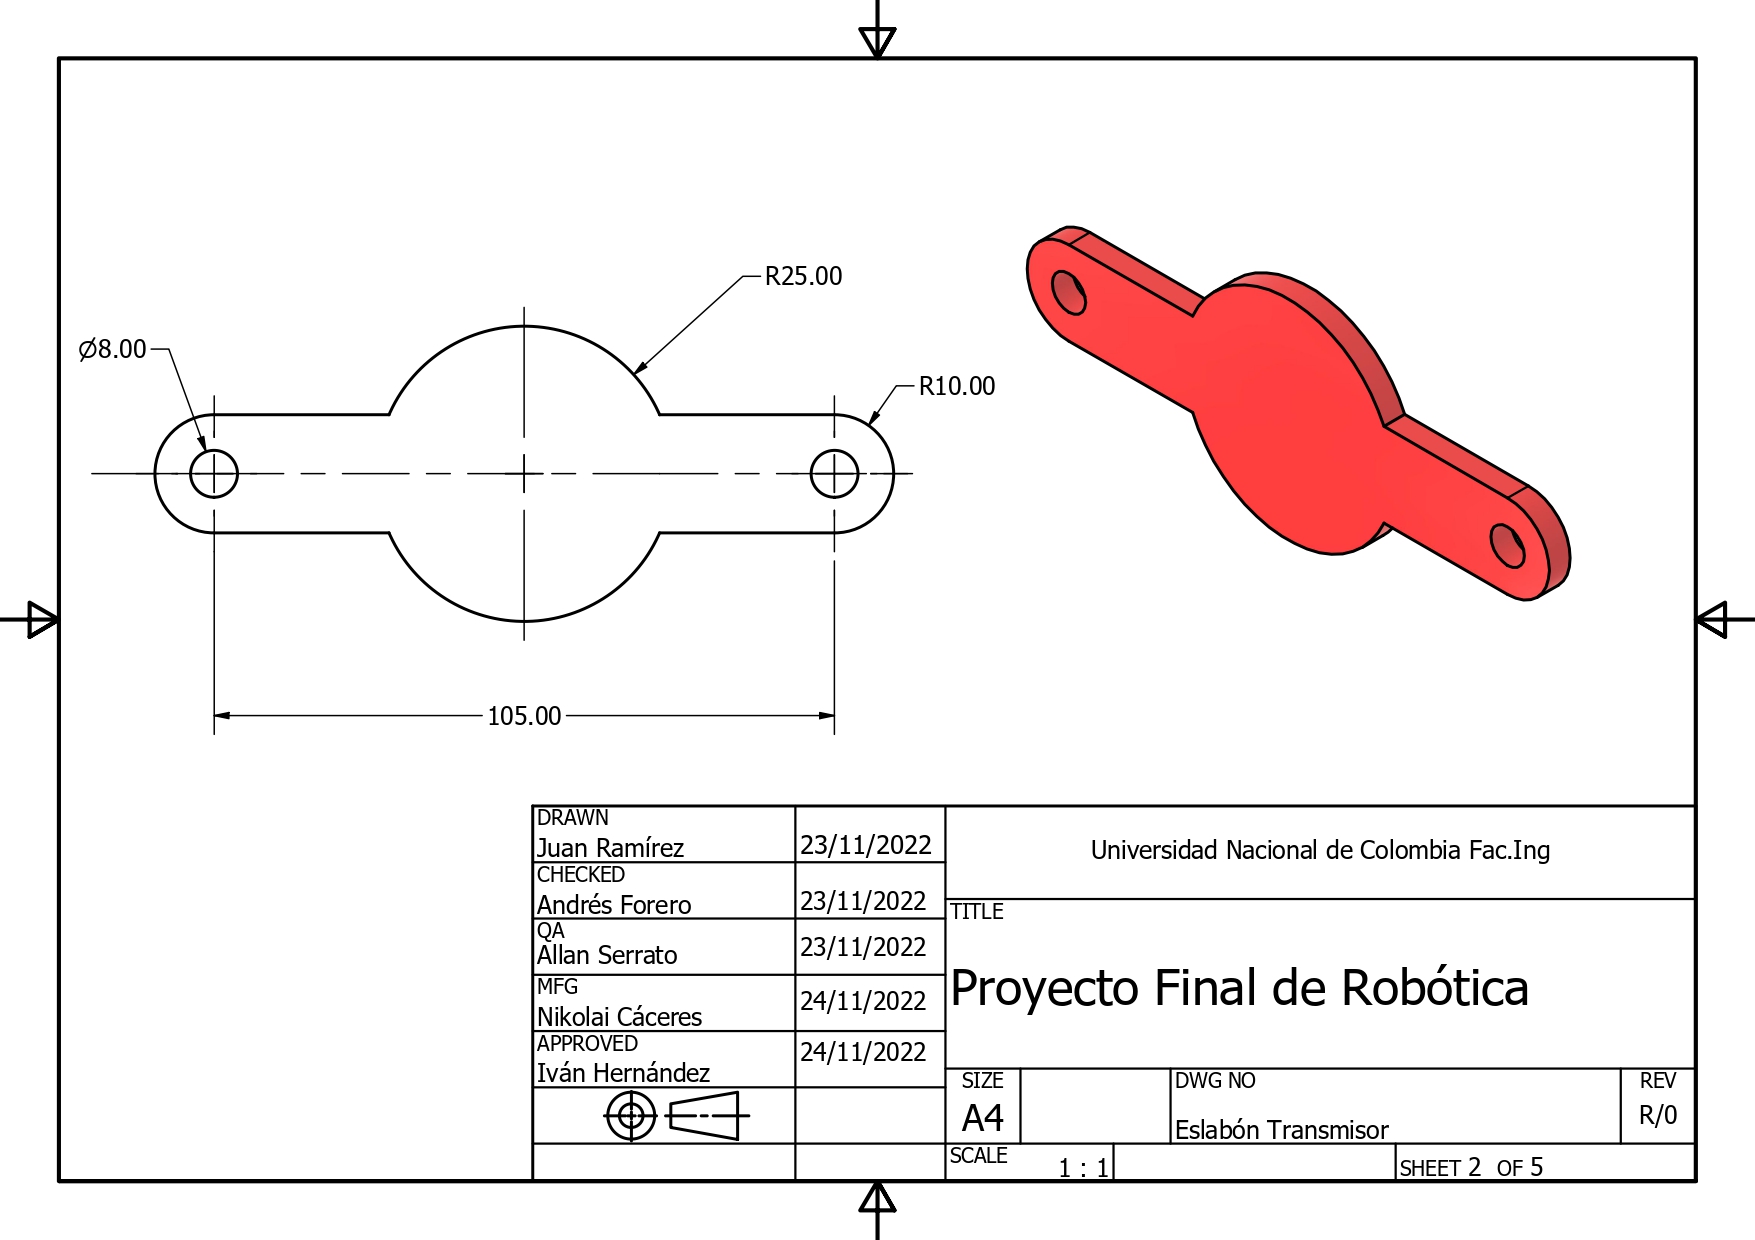 R25.00
Ø8.00
R10.00
105.00
DRAWN
Juan Ramírez
23/11/2022
CHECKED
Andrés Forero
23/11/2022
QA
Allan Serrato
23/11/2022
MFG
Nikolai Cáceres
24/11/2022
APPROVED
Iván Hernández
24/11/2022
Universidad Nacional de Colombia Fac.Ing
TITLE
Proyecto Final de Robótica
SIZE
A4
DWG NO
Eslabón Transmisor
REV
R/0
SCALE
1 : 1
SHEET 2 OF 5